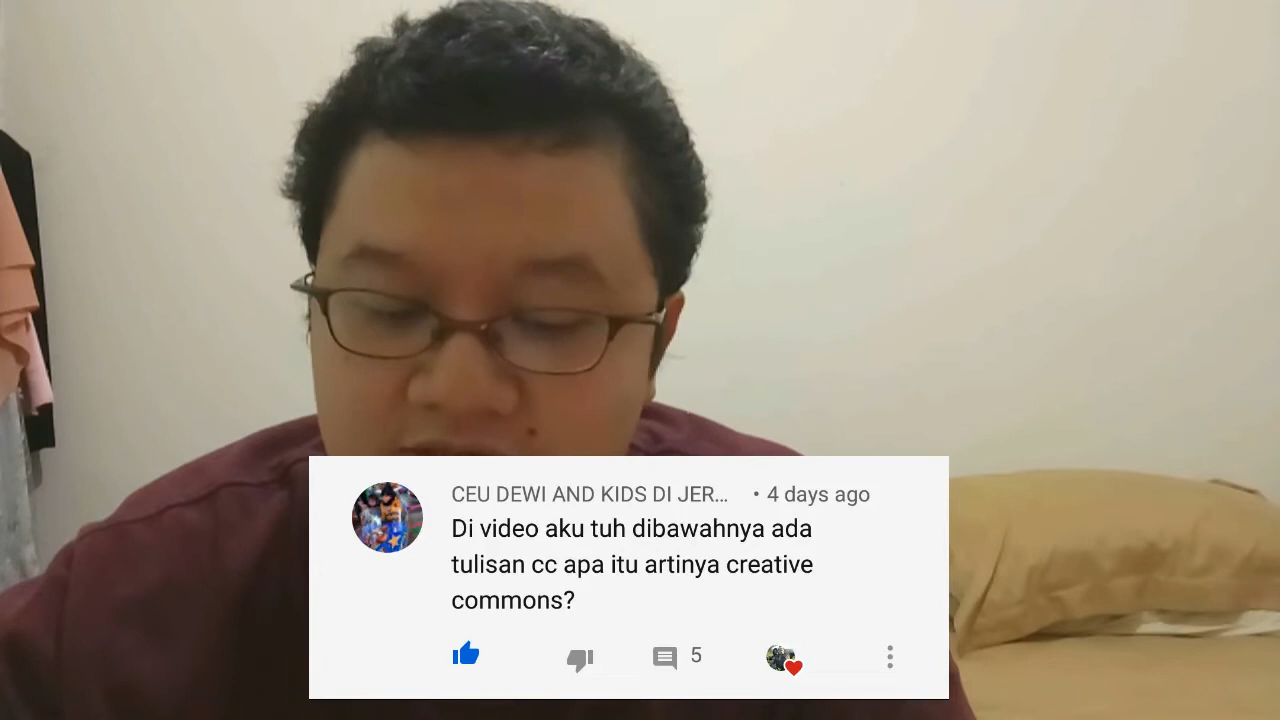 CEU DEWI AND KIDS DI JER... • 4 days ago
Di video aku tuh dibawahnya ada
tulisan cc apa itu artinya creative
commons?
5